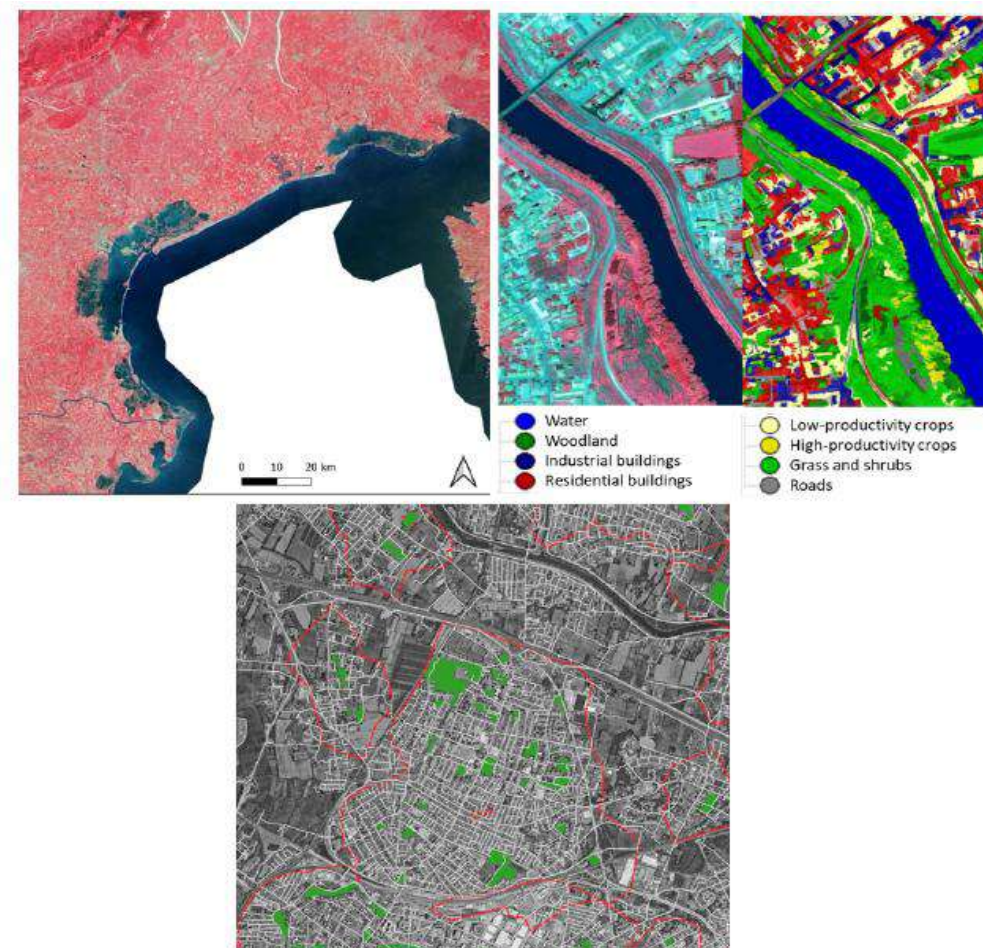 0 10 20 km
Water
Woodland
Industrial buildings
Residential buildings
Low-productivity crops
High-productivity crops
Grass and shrubs
Roads